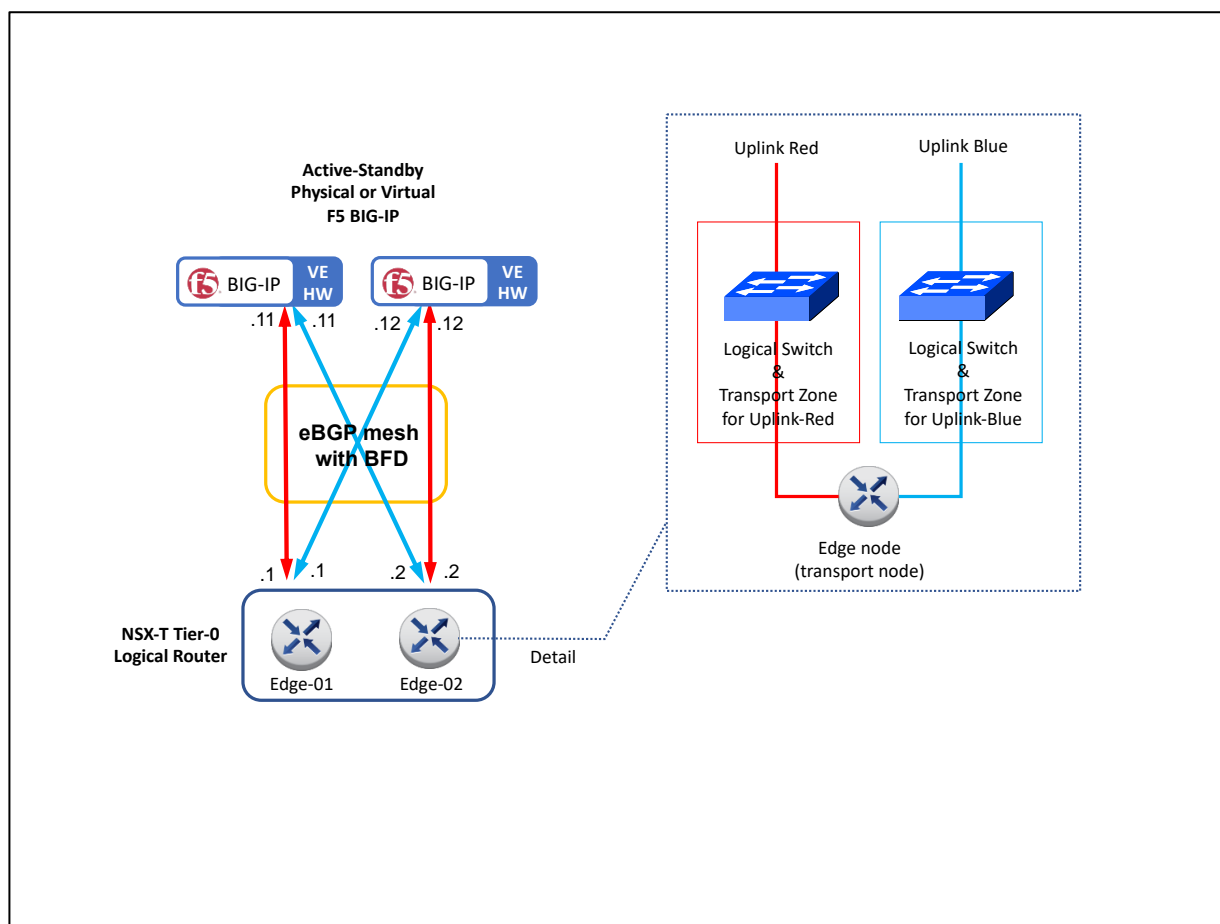 Active-Standby
Physical or Virtual
F5 BIG-IP
f5 BIG-IP VE
HW
f5 BIG-IP VE
HW
.11 .11 .12 .12
eBGP mesh
with BFD
.1 .1 .2 .2
NSX-T Tier-0
Logical Router
Edge-01 Edge-02
Detail
Uplink Red
Uplink Blue
Logical Switch
&
Transport Zone
for Uplink-Red
Logical Switch
&
Transport Zone
for Uplink-Blue
Edge node
(transport node)